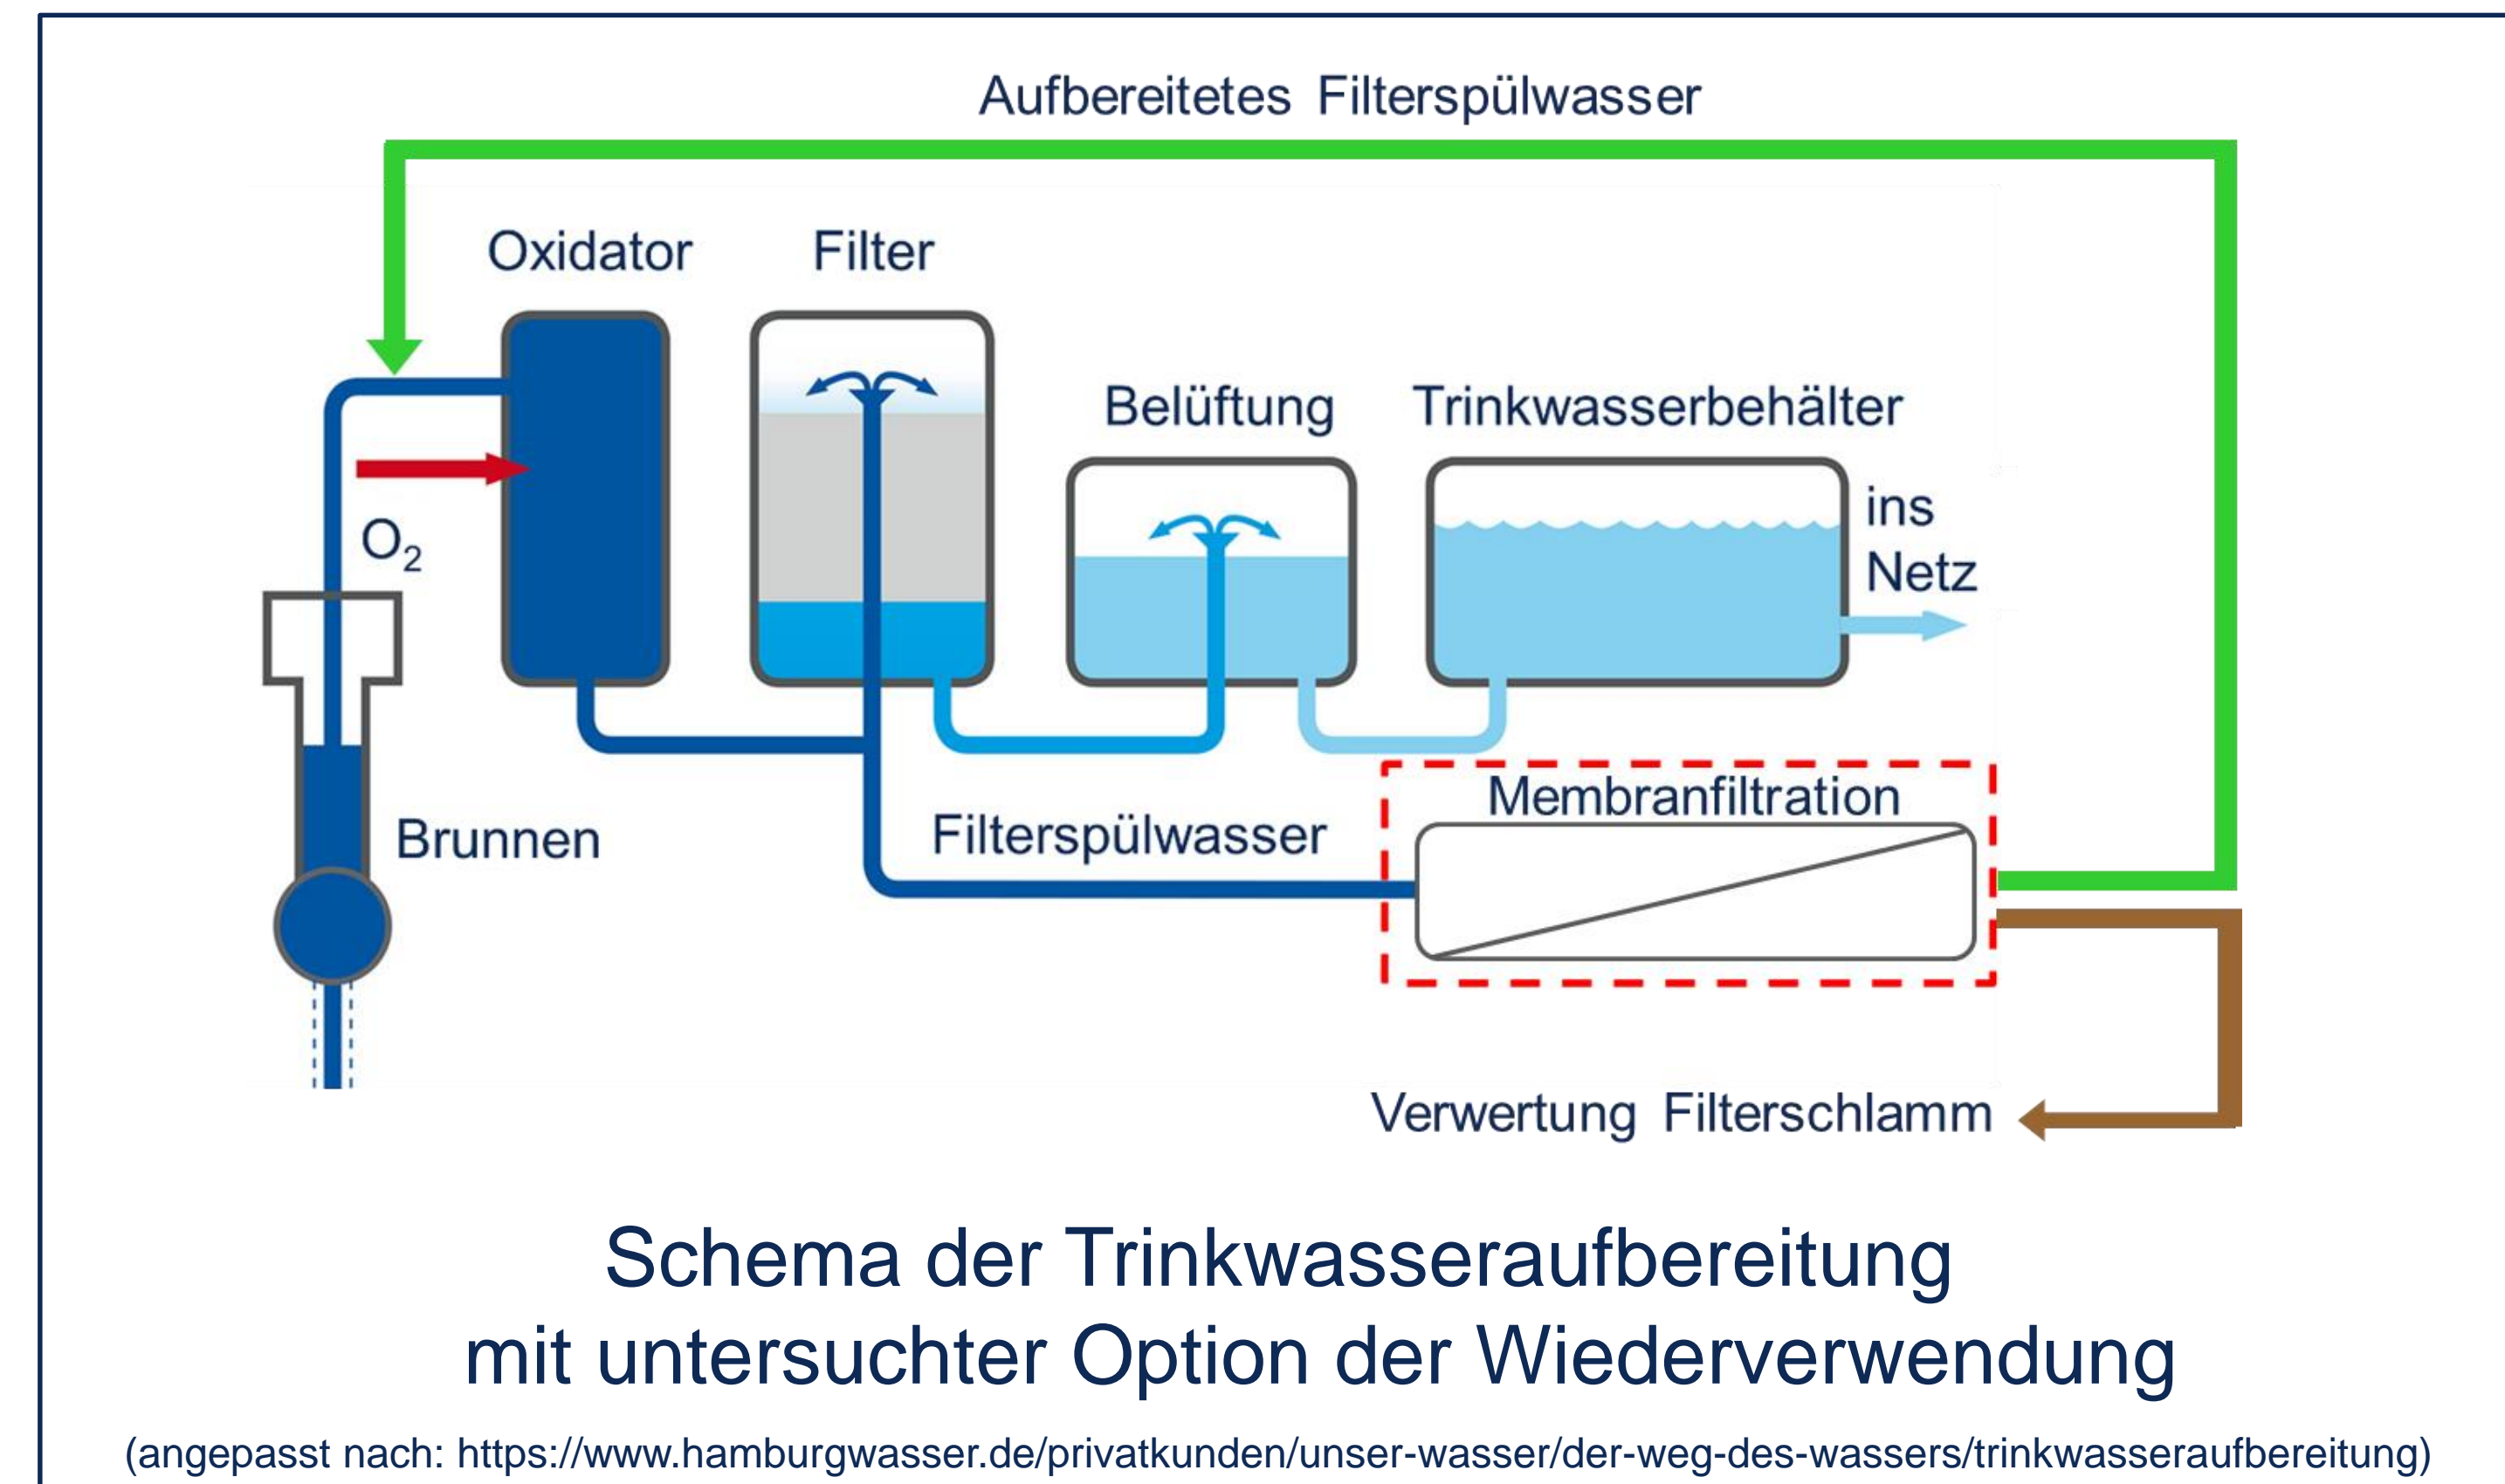 Aufbereitetes Filterspülwasser
Oxidator
Filter
Belüftung
Trinkwasserbehälter
ins
Netz
O₂
Membranfiltration
Filterspülwasser
Brunnen
Verwertung Filterschlamm
Schema der Trinkwasseraufbereitung
mit untersuchter Option der Wiederverwendung
(angepasst nach: https://www.hamburgwasser.de/privatkunden/unser-wasser/der-weg-des-wassers/trinkwasseraufbereitung)